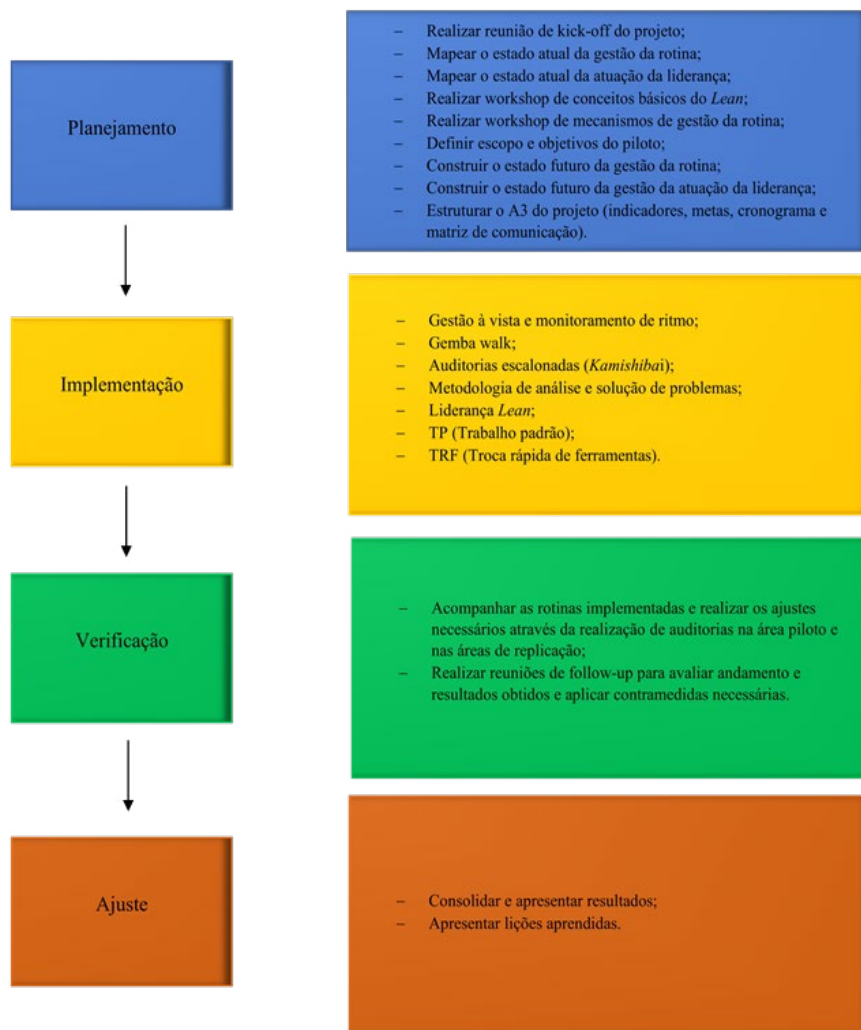 Planejamento
– Realizar reunião de kick-off do projeto;
– Mapear o estado atual da gestão da rotina;
– Mapear o estado atual da atuação da liderança;
– Realizar workshop de conceitos básicos do Lean;
– Realizar workshop de mecanismos de gestão da rotina;
– Definir escopo e objetivos do piloto;
– Construir o estado futuro da gestão da rotina;
– Construir o estado futuro da gestão da atuação da liderança;
– Estruturar o A3 do projeto (indicadores, metas, cronograma e
matriz de comunicação).
Implementação
– Gestão à vista e monitoramento de ritmo;
– Gemba walk;
– Auditorias escalonadas (Kamishibai);
– Metodologia de análise e solução de problemas;
– Liderança Lean;
– TP (Trabalho padrão);
– TRF (Troca rápida de ferramentas).
Verificação
– Acompanhar as rotinas implementadas e realizar os ajustes
necessários através da realização de auditorias na área piloto e
nas áreas de replicação;
– Realizar reuniões de follow-up para avaliar andamento e
resultados obtidos e aplicar contramedidas necessárias.
Ajuste
– Consolidar e apresentar resultados;
– Apresentar lições aprendidas.